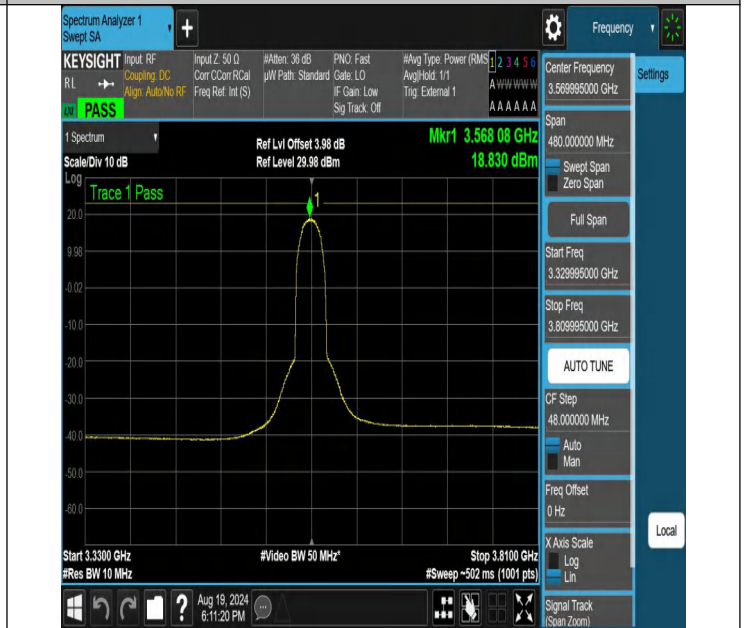 Spectrum Analyzer 1
Swept SA
+
Frequency
KEYSIGHT
RL
PASS
Input: RF
Coupling: DC
Align: Auto/No RF
Input Z: 50 Ω
Corr CCorr RCal
Freq Ref: Int (S)
#Atten: 36 dB
µW Path: Standard
PNO: Fast
Gate: LO
IF Gain: Low
Sig Track: Off
#Avg Type: Power (RMS
Avg|Hold: 1/1
Trig: External 1
1 2 3 4 5 6
A W W W W W
A A A A A A
1 Spectrum
Scale/Div 10 dB
Ref Lvl Offset 3.98 dB
Ref Level 29.98 dBm
Mkr1 3.568 08 GHz
18.830 dBm
Log
Trace 1 Pass
1
20.0
9.98
-0.02
-10.0
-20.0
-30.0
-40.0
-50.0
-60.0
Start 3.3300 GHz
#Res BW 10 MHz
#Video BW 50 MHz*
Stop 3.8100 GHz
#Sweep ~502 ms (1001 pts)
Center Frequency
3.569995000 GHz
Settings
Span
480.000000 MHz
Swept Span
Zero Span
Full Span
Start Freq
3.329995000 GHz
Stop Freq
3.809995000 GHz
AUTO TUNE
CF Step
48.000000 MHz
Auto
Man
Freq Offset
0 Hz
X Axis Scale
Log
Lin
Local
Signal Track
(Span Zoom)
?
Aug 19, 2024
6:11:20 PM